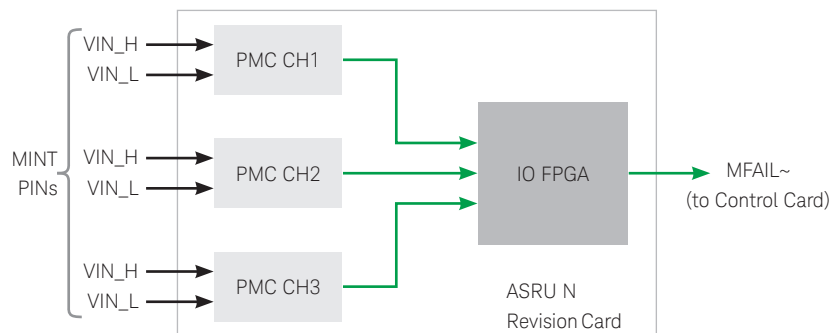 VIN_H
VIN_L
PMC CH1
MINT
PINs
VIN_H
VIN_L
PMC CH2
IO FPGA
MFAIL~
(to Control Card)
VIN_H
VIN_L
PMC CH3
ASRU N
Revision Card